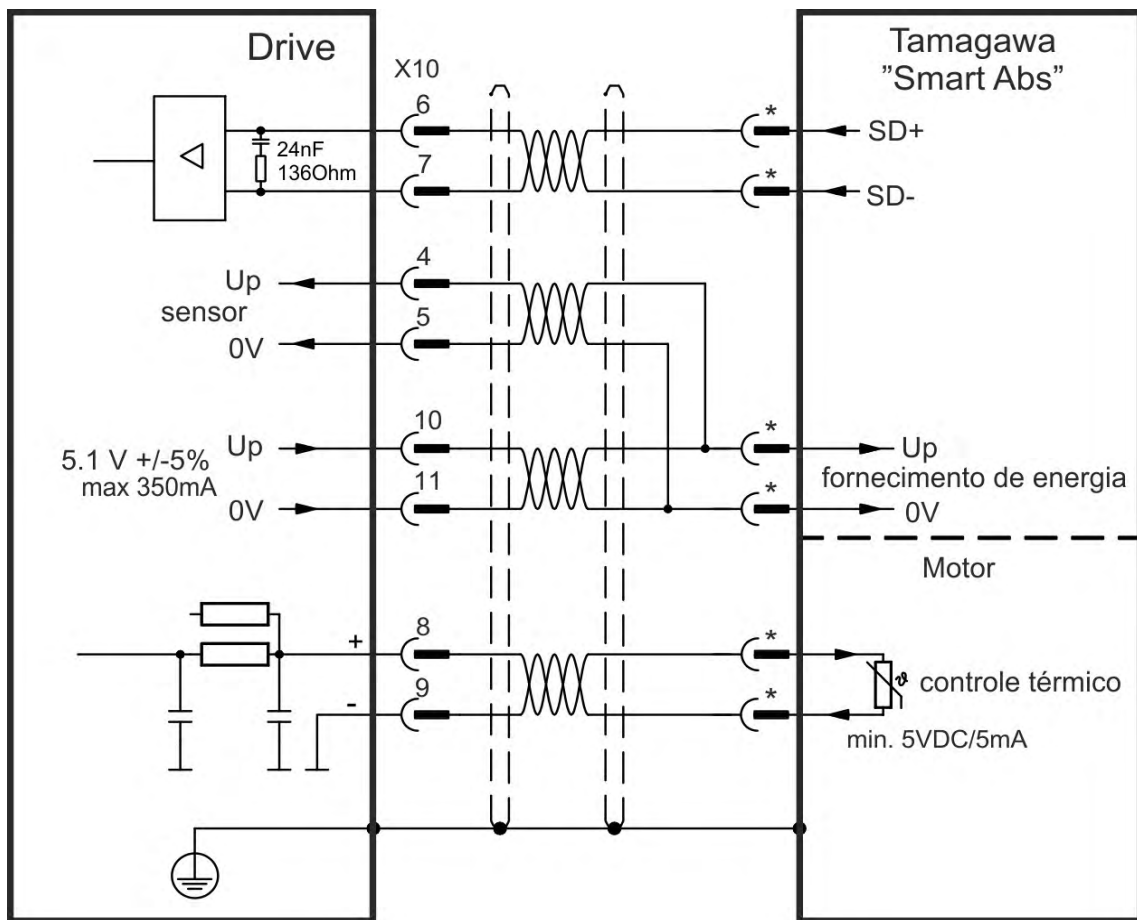 Drive
X10
Tamagawa
"Smart Abs"
6
*
SD+
24nF
136Ohm
7
*
SD-
4
Up
sensor
5
0V
10
*
Up
Up
5.1 V +/-5%
max 350mA
fornecimento de energia
11
*
0V
0V
Motor
8
*
+
ϑ
controle térmico
9
*
-
min. 5VDC/5mA